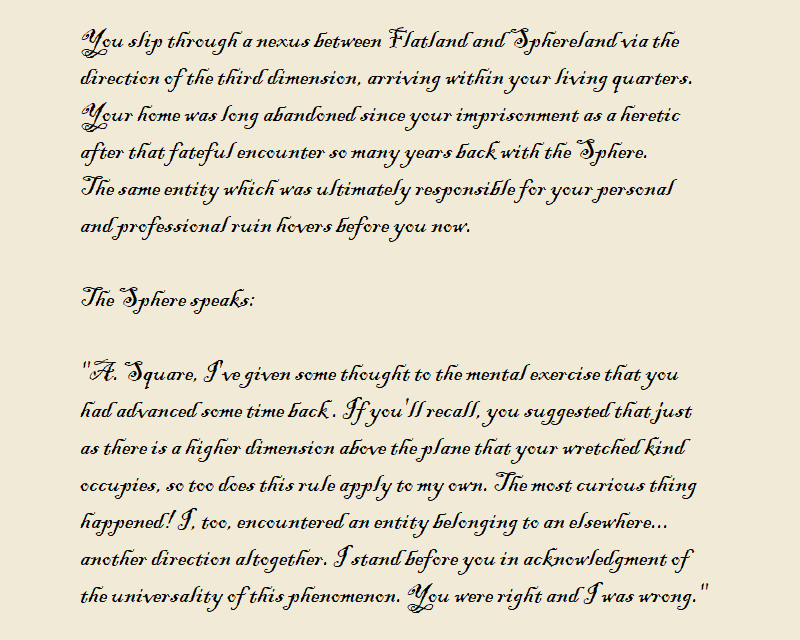 You slip through a nexus between Flatland and Sphereland via the
direction of the third dimension, arriving within your living quarters.
Your home was long abandoned since your imprisonment as a heretic
after that fateful encounter so many years back with the Sphere.
The same entity which was ultimately responsible for your personal
and professional ruin hovers before you now.
The Sphere speaks:
"A. Square, I've given some thought to the mental exercise that you
had advanced some time back. If you'll recall, you suggested that just
as there is a higher dimension above the plane that your wretched kind
occupies, so too does this rule apply to my own. The most curious thing
happened! I, too, encountered an entity belonging to an elsewhere...
another direction altogether. I stand before you in acknowledgment of
the universality of this phenomenon. You were right and I was wrong."